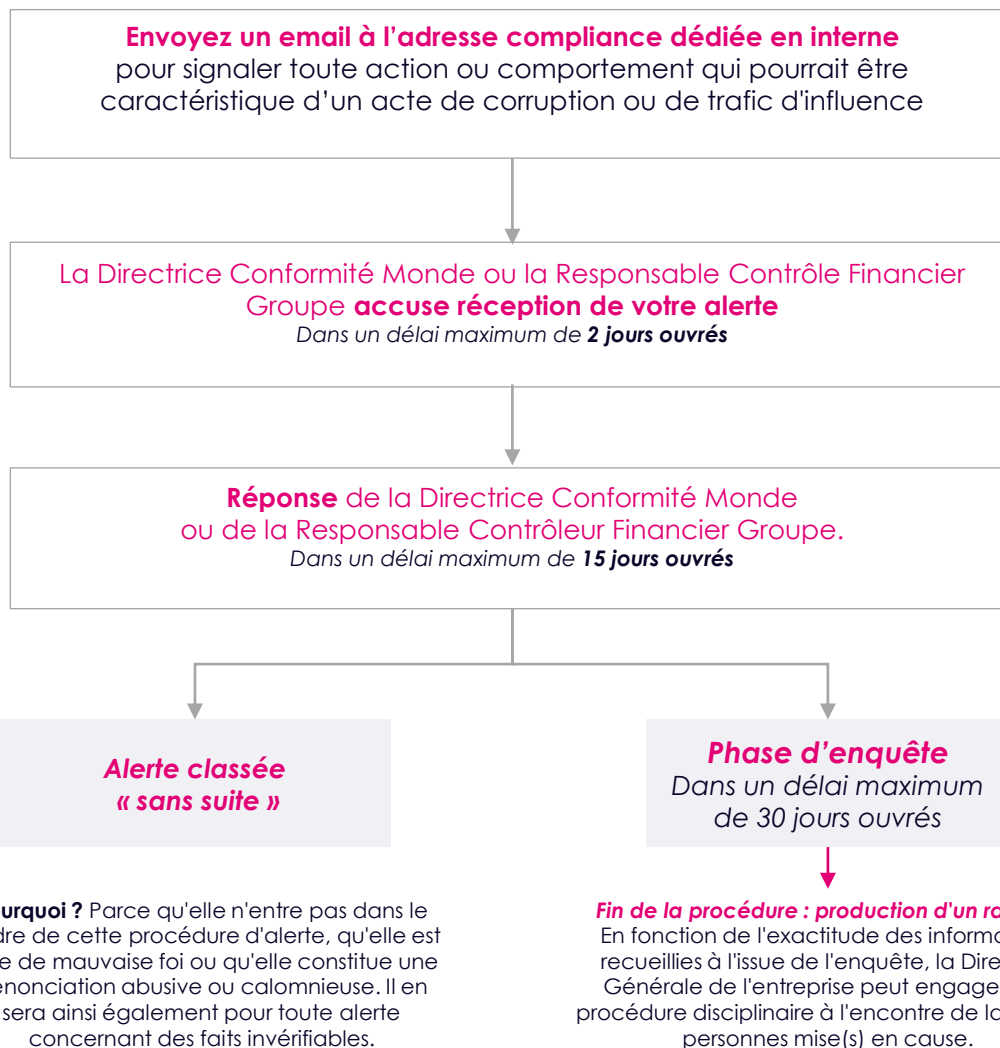 Envoyez un email à l’adresse compliance dédiée en interne
pour signaler toute action ou comportement qui pourrait être
caractéristique d’un acte de corruption ou de trafic d'influence
La Directrice Conformité Monde ou la Responsable Contrôle Financier
Groupe accuse réception de votre alerte
Dans un délai maximum de 2 jours ouvrés
Réponse de la Directrice Conformité Monde
ou de la Responsable Contrôleur Financier Groupe.
Dans un délai maximum de 15 jours ouvrés
Alerte classée
« sans suite »
Phase d’enquête
Dans un délai maximum
de 30 jours ouvrés
? Parce qu'elle n'entre pas dans le
de cette procédure d'alerte, qu'elle est
de mauvaise foi ou qu'elle constitue une
abusive ou calomnieuse. Il en
sera ainsi également pour toute alerte
concernant des faits invérifiables.
Fin de la procédure : production d'un
En fonction de l'exactitude des
recueillies à l'issue de l'enquête, la
Générale de l'entreprise peut
procédure disciplinaire à l'encontre de
personnes mise(s) en cause.